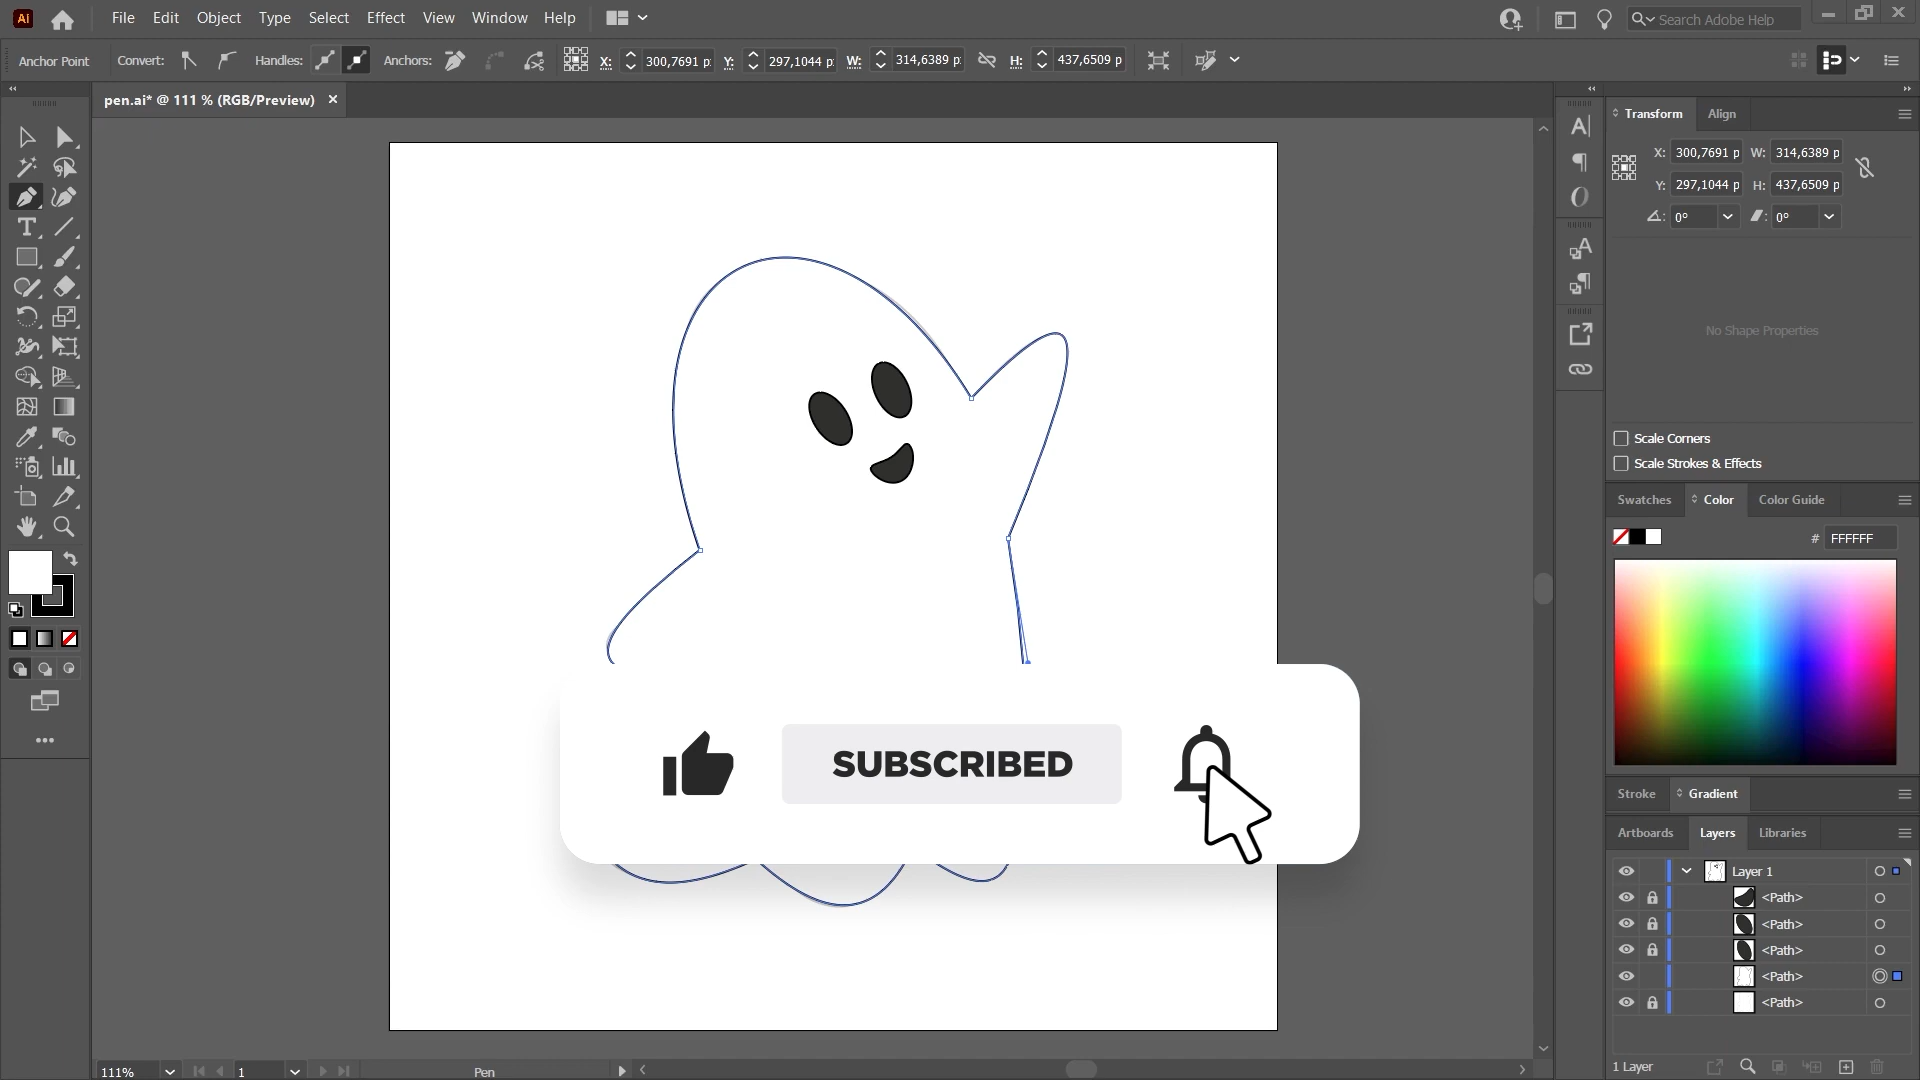 Ai File Edit Object Type Select Effect View Window Help Search Adobe Help
Anchor Point Convert: Handles: Anchors: X: 300,7691 p Y: 297,1044 p W: 314,6389 p H: 437,6509 p
pen.ai* @ 111 % (RGB/Preview) ×
Transform Align
X: 300,7691 p W: 314,6389 p
Y: 297,1044 p H: 437,6509 p
0° 0°
No Shape Properties
Scale Corners
Scale Strokes & Effects
Swatches Color Color Guide
# FFFFFF
SUBSCRIBED
Stroke Gradient
Artboards Layers Libraries
Layer 1
<Path>
<Path>
<Path>
<Path>
<Path>
1 Layer
111% 1 Pen